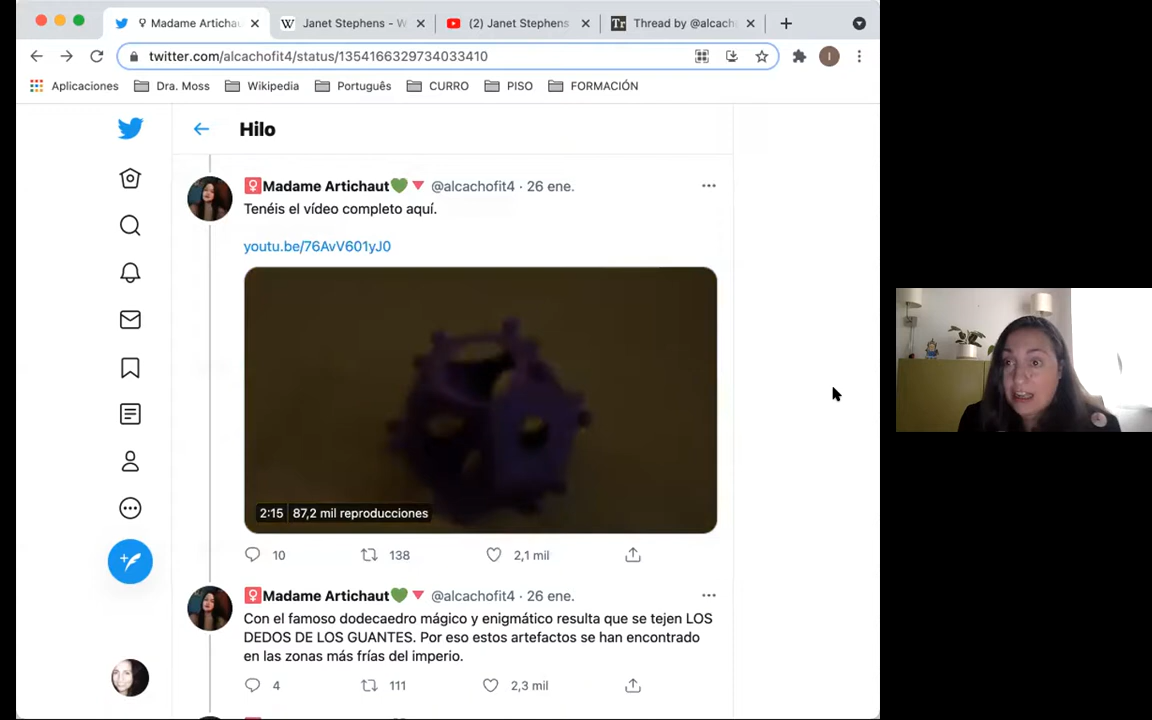 Madame Artichau
Janet Stephens - W
(2) Janet Stephens
Tr
Thread by @alcach
twitter.com/alcachofit4/status/1354166329734033410
I
Aplicaciones
Dra. Moss
Wikipedia
Português
CURRO
PISO
FORMACIÓN
Hilo
Madame Artichaut @alcachofit4 · 26 ene.
Tenéis el vídeo completo aquí.
youtu.be/76AvV601yJ0
2:15 87,2 mil reproducciones
10 138 2,1 mil
Madame Artichaut @alcachofit4 · 26 ene.
Con el famoso dodecaedro mágico y enigmático resulta que se tejen LOS
DEDOS DE LOS GUANTES. Por eso estos artefactos se han encontrado
en las zonas más frías del imperio.
4 111 2,3 mil